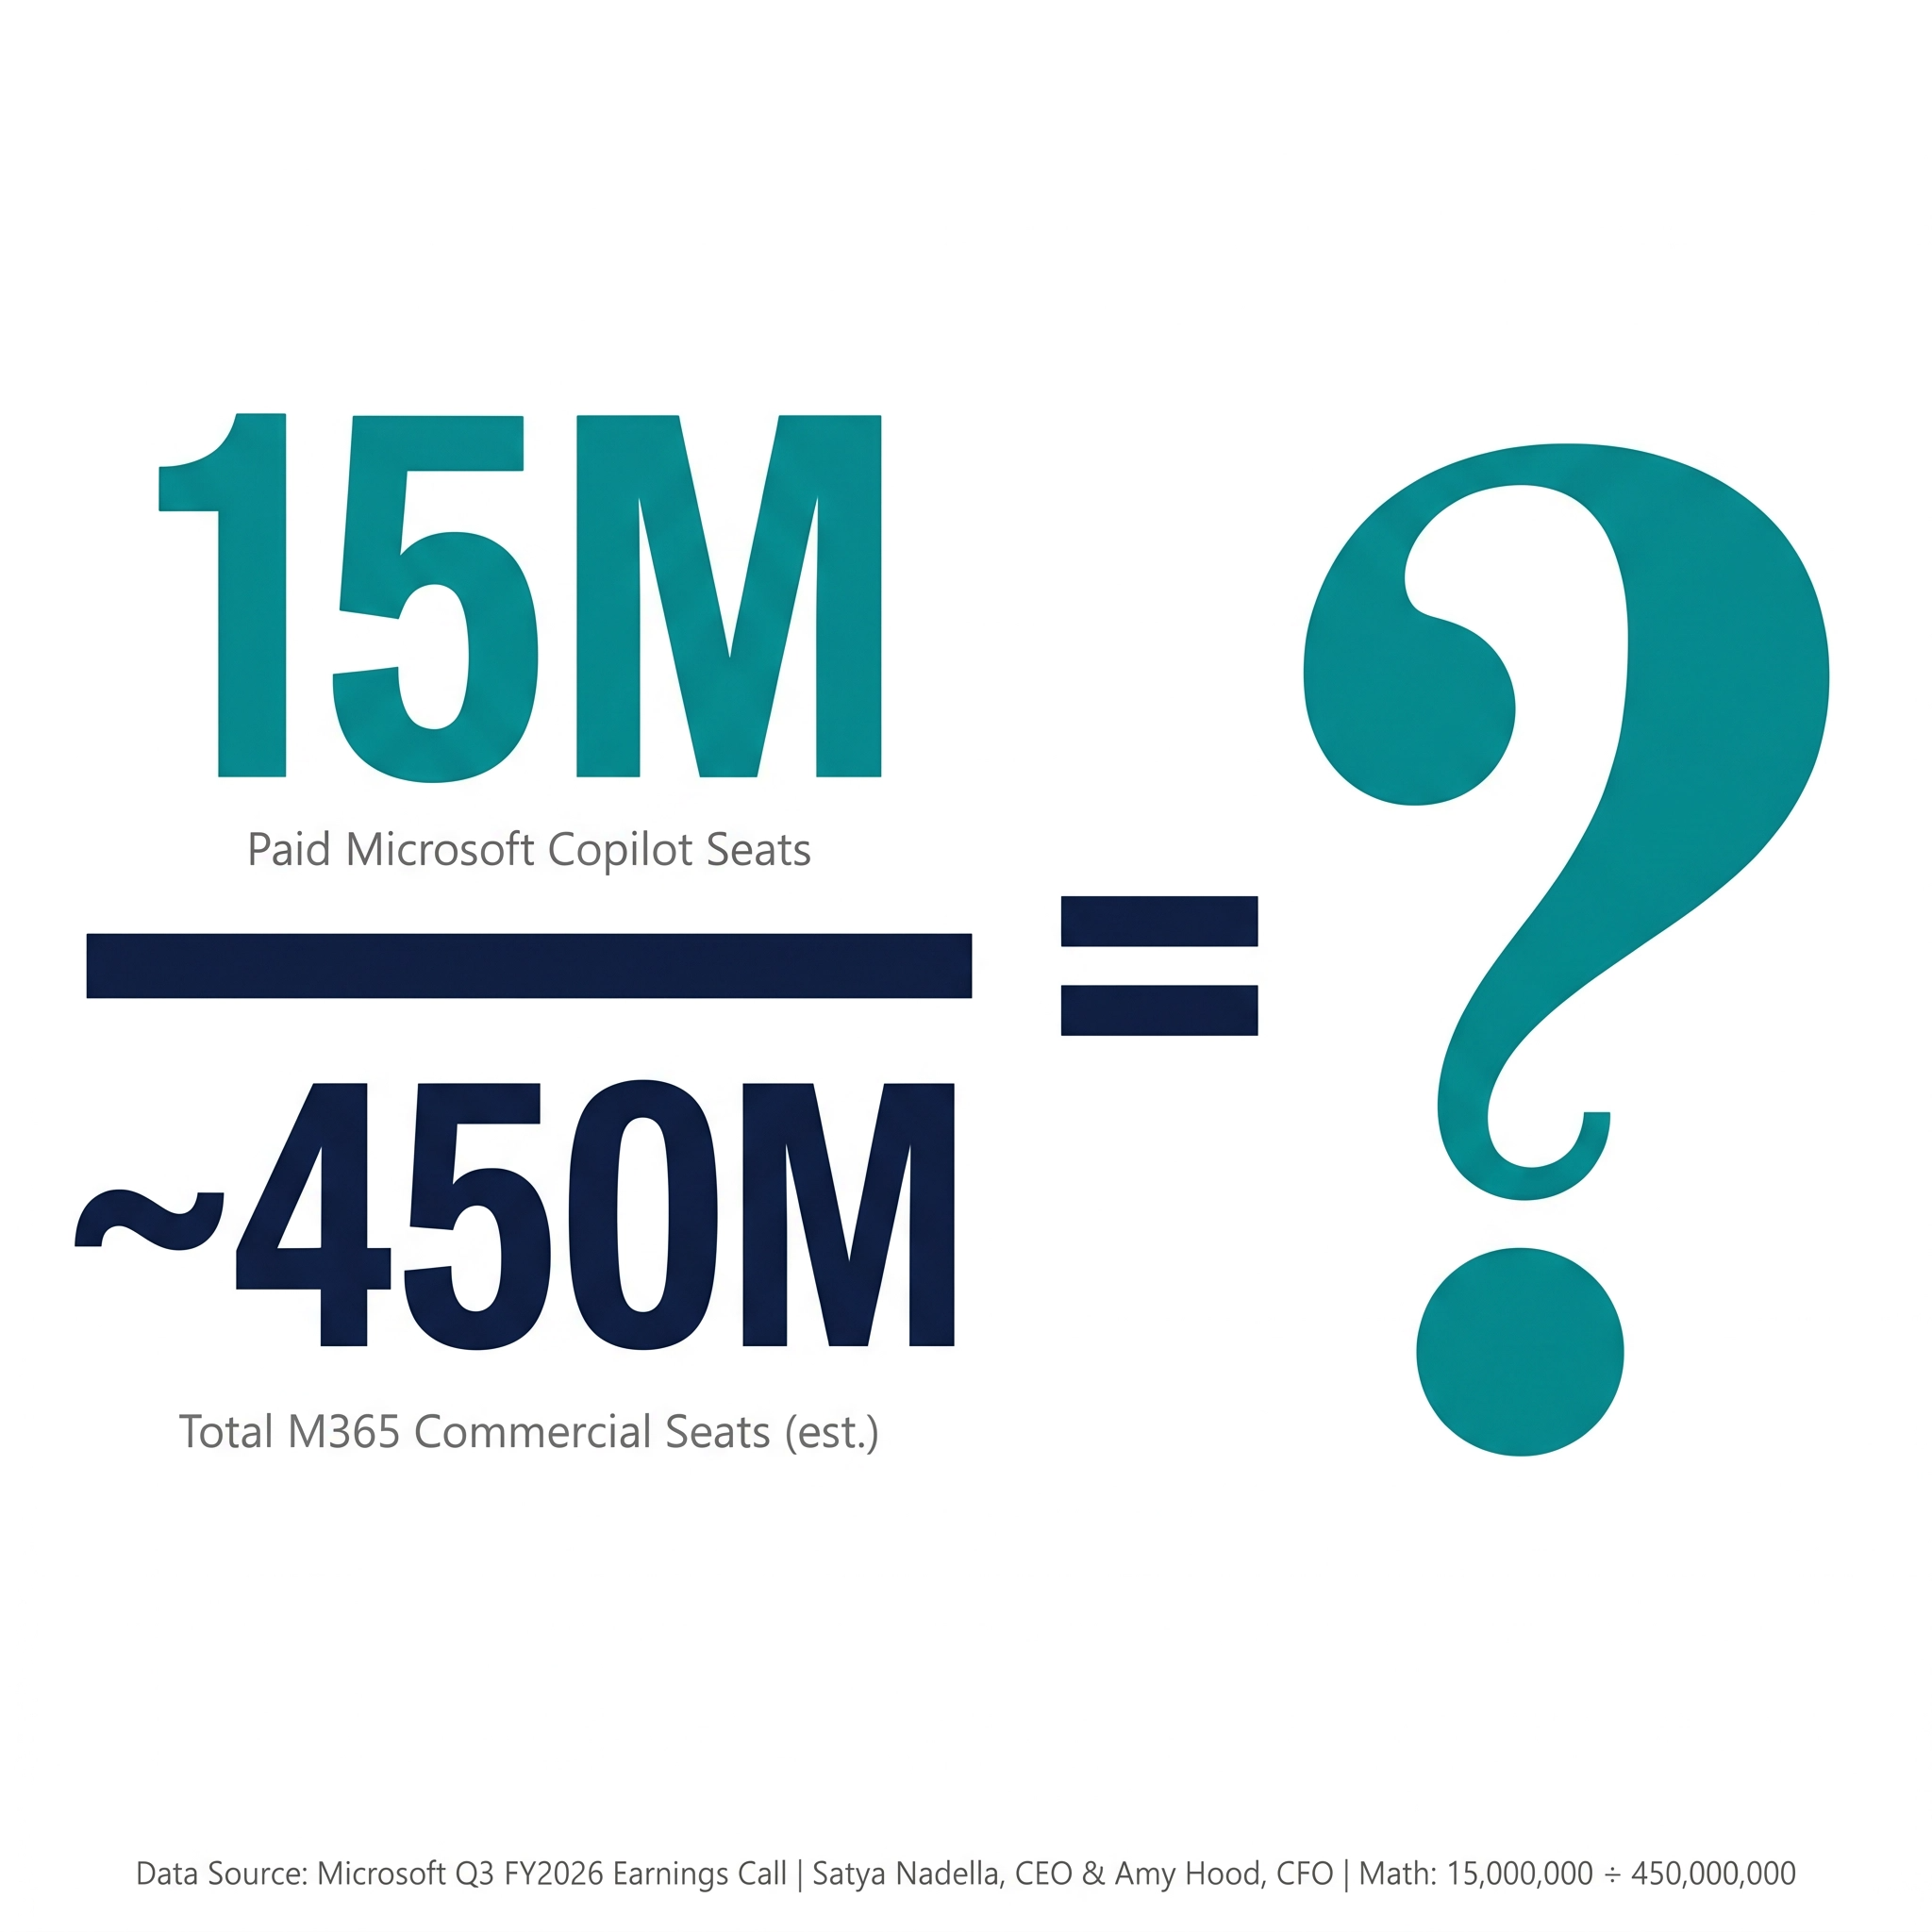 15M
Paid Microsoft Copilot Seats
=
?
~450M
Total M365 Commercial Seats (est.)
Data Source: Microsoft Q3 FY2026 Earnings Call | Satya Nadella, CEO & Amy Hood, CFO | Math: 15,000,000 ÷ 450,000,000